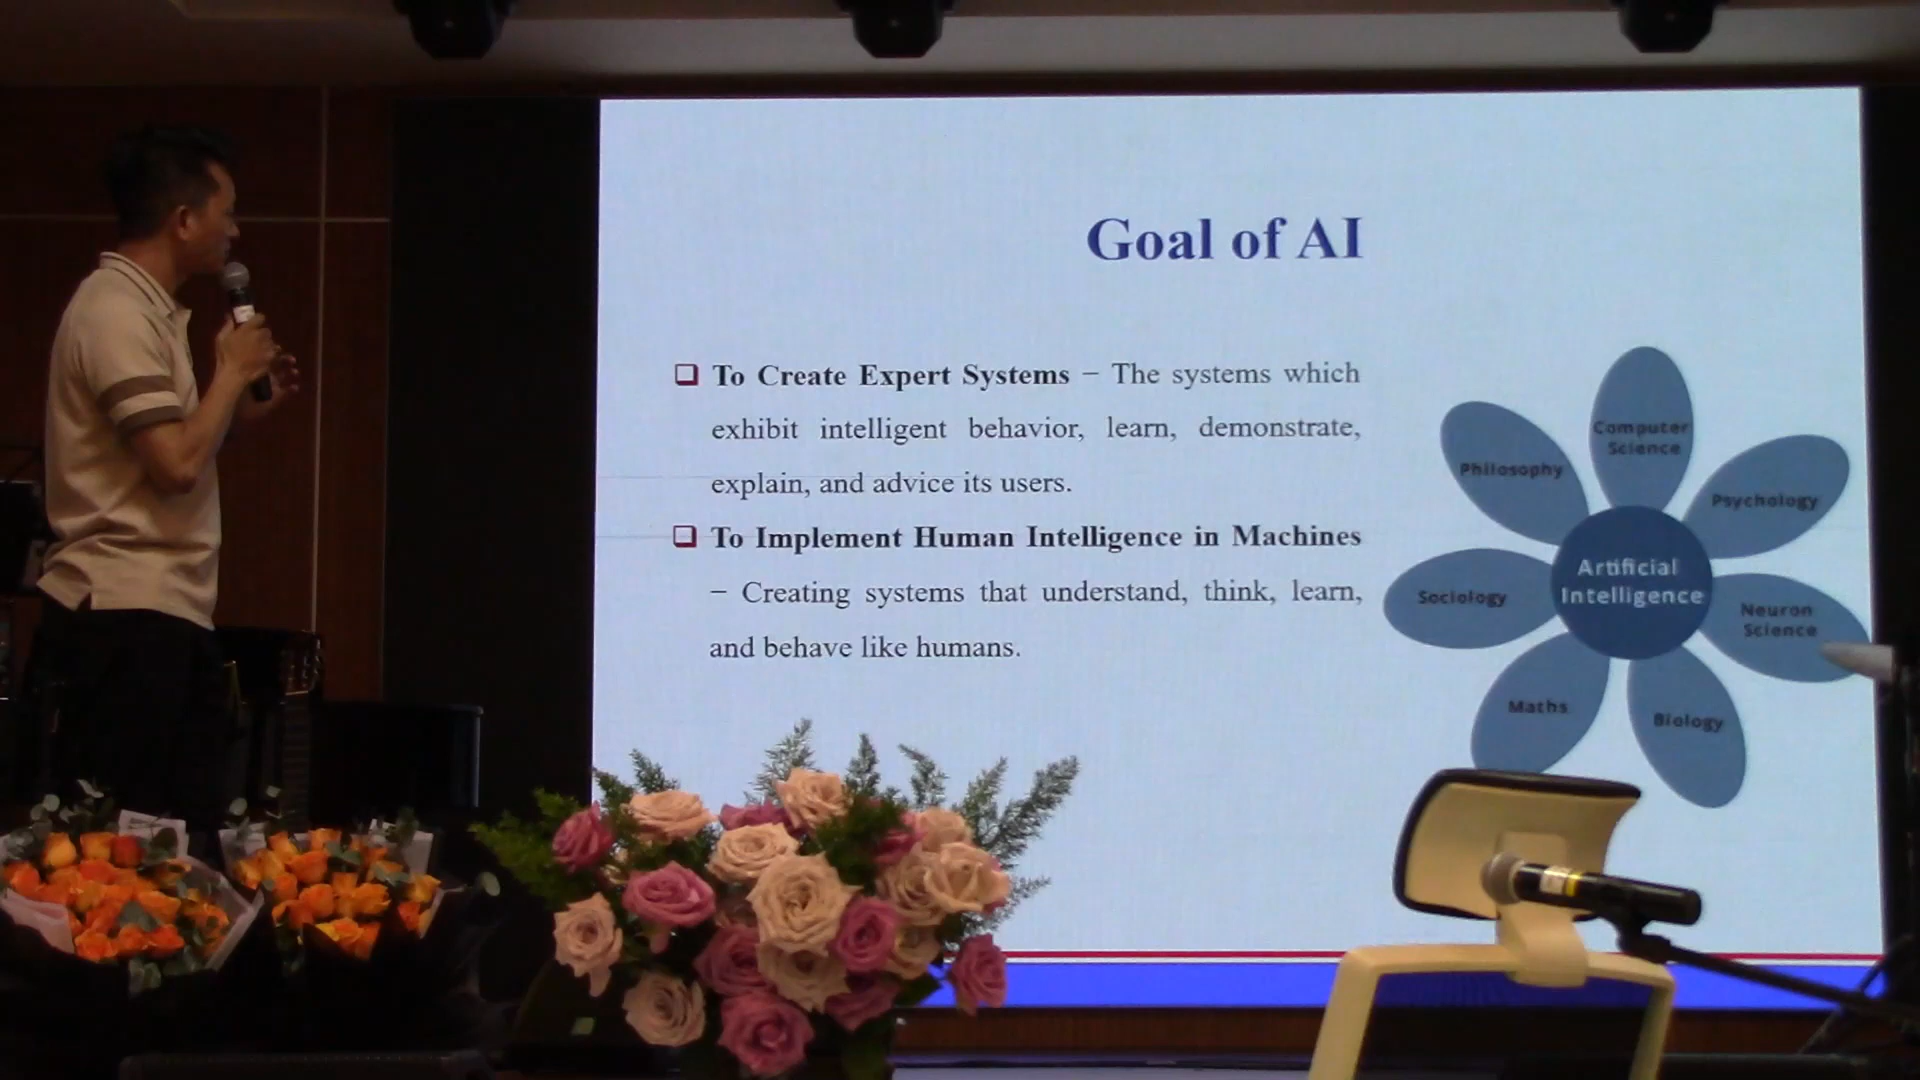 Goal of AI
❑ To Create Expert Systems – The systems which
exhibit intelligent behavior, learn, demonstrate,
explain, and advice its users.
❑ To Implement Human Intelligence in Machines
– Creating systems that understand, think, learn,
and behave like humans.
Computer
Science
Philosophy
Psychology
Artificial
Intelligence
Sociology
Neuron
Science
Maths
Biology